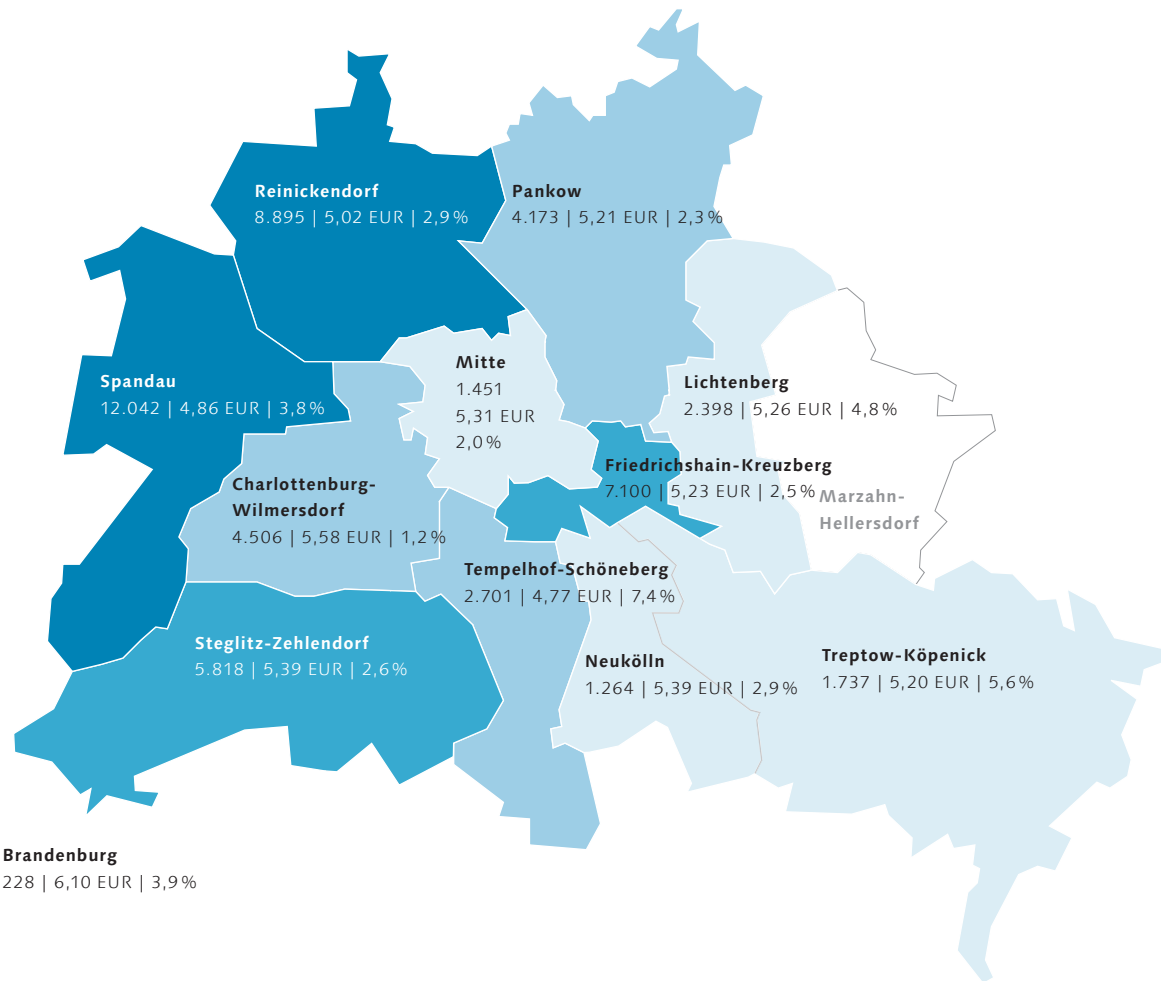 Reinickendorf
8.895 | 5,02 EUR | 2,9 %
Pankow
4.173 | 5,21 EUR | 2,3 %
Mitte
1.451
5,31 EUR
2,0 %
Spandau
12.042 | 4,86 EUR | 3,8 %
Lichtenberg
2.398 | 5,26 EUR | 4,8 %
Friedrichshain-Kreuzberg
7.100 | 5,23 EUR | 2,5 %
Marzahn-
Hellersdorf
Charlottenburg-
Wilmersdorf
4.506 | 5,58 EUR | 1,2 %
Tempelhof-Schöneberg
2.701 | 4,77 EUR | 7,4 %
Steglitz-Zehlendorf
5.818 | 5,39 EUR | 2,6 %
Neukölln
1.264 | 5,39 EUR | 2,9 %
Treptow-Köpenick
1.737 | 5,20 EUR | 5,6 %
Brandenburg
228 | 6,10 EUR | 3,9 %